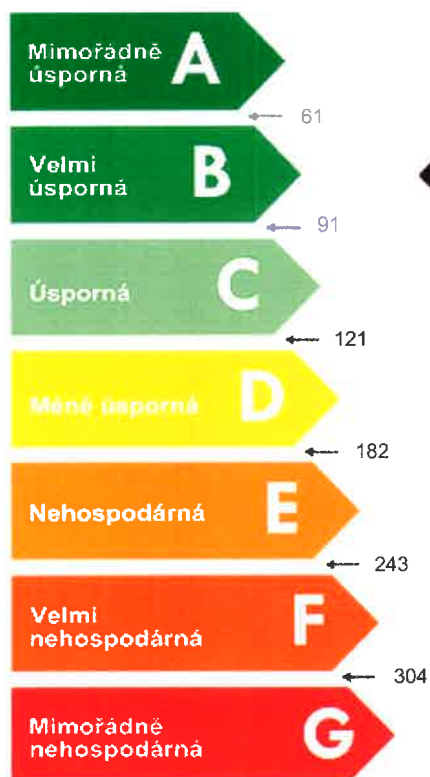 Mimořádně
úsporná
A
61
Velmi
úsporná
B
91
Úsporná
C
121
Méně úsporná
D
182
Nehospodárná
E
243
Velmi
nehospodárná
F
304
Mimořádně
nehospodárná
G